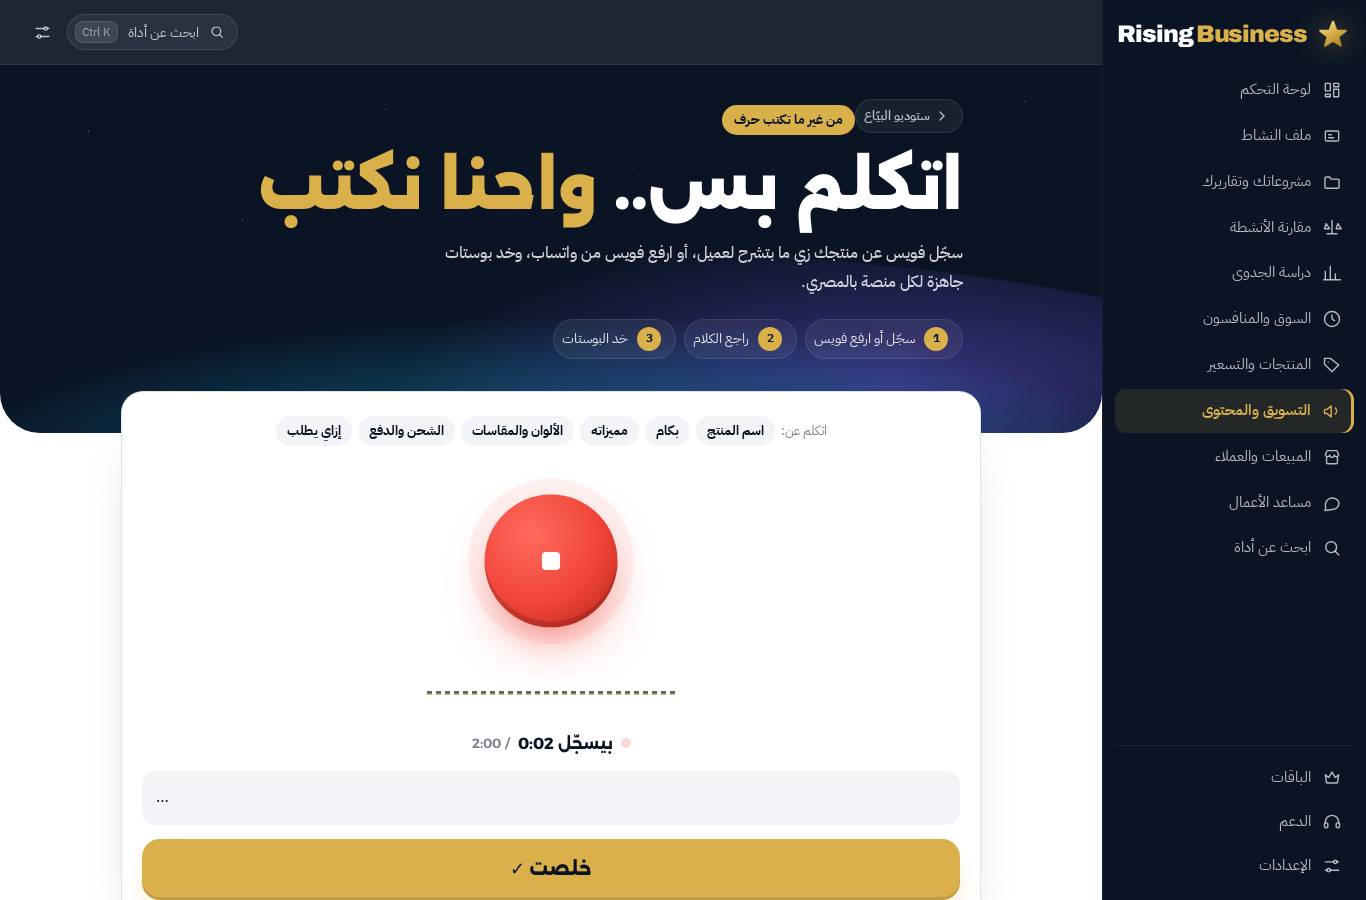 Rising Business
لوحة التحكم
ملف النشاط
مشروعاتك وتقاريرك
مقارنة الأنشطة
دراسة الجدوى
السوق والمنافسون
المنتجات والتسعير
التسويق والمحتوى
المبيعات والعملاء
مساعد الأعمال
ابحث عن أداة
الباقات
الدعم
الإعدادات
ابحث عن أداة Ctrl K
ستوديو البيّاع
من غير ما تكتب حرف
اتكلم بس.. واحنا نكتب
سجّل فويس عن منتجك زي ما بتشرح لعميل، أو ارفع فويس من واتساب، وخد بوستات
جاهزة لكل منصة بالمصري.
1 سجّل أو ارفع فويس
2 راجع الكلام
3 خد البوستات
اتكلم عن: اسم المنتج بكام مميزاته الألوان والمقاسات الشحن والدفع إزاي يطلب
بيسجّل 0:02 / 2:00
...
خلصت ✓